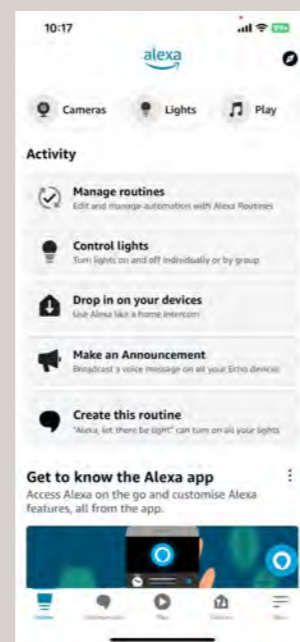 10:17
alexa
Cameras
Lights
Play
Activity
Manage routines
Edit and manage automation with Alexa Routines
Control lights
Turn lights on and off individually or by group
Drop in on your devices
Use Alexa like a home intercom
Make an Announcement
Broadcast a voice message on all your Echo devices
Create this routine
"Alexa, let there be light" can turn on all your lights
Get to know the Alexa app
Access Alexa on the go and customise Alexa
features, all from the app.
Home
Play
Devices
More